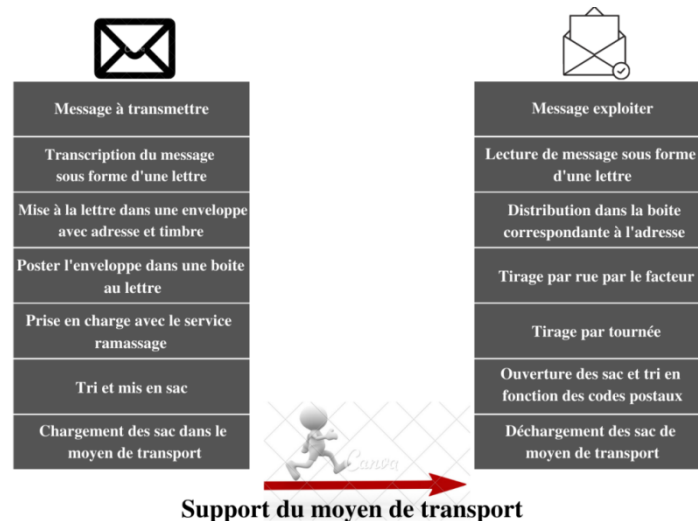 Message à transmettre
Transcription du message
sous forme d'une lettre
Mise à la lettre dans une enveloppe
avec adresse et timbre
Poster l'enveloppe dans une boite
au lettre
Prise en charge avec le service
ramassage
Tri et mis en sac
Chargement des sac dans le
moyen de transport
Message exploiter
Lecture de message sous forme
d'une lettre
Distribution dans la boite
correspondante à l'adresse
Tirage par rue par le facteur
Tirage par tournée
Ouverture des sac et tri en
fonction des codes postaux
Déchargement des sac de
moyen de transport
Canva
Support du moyen de transport